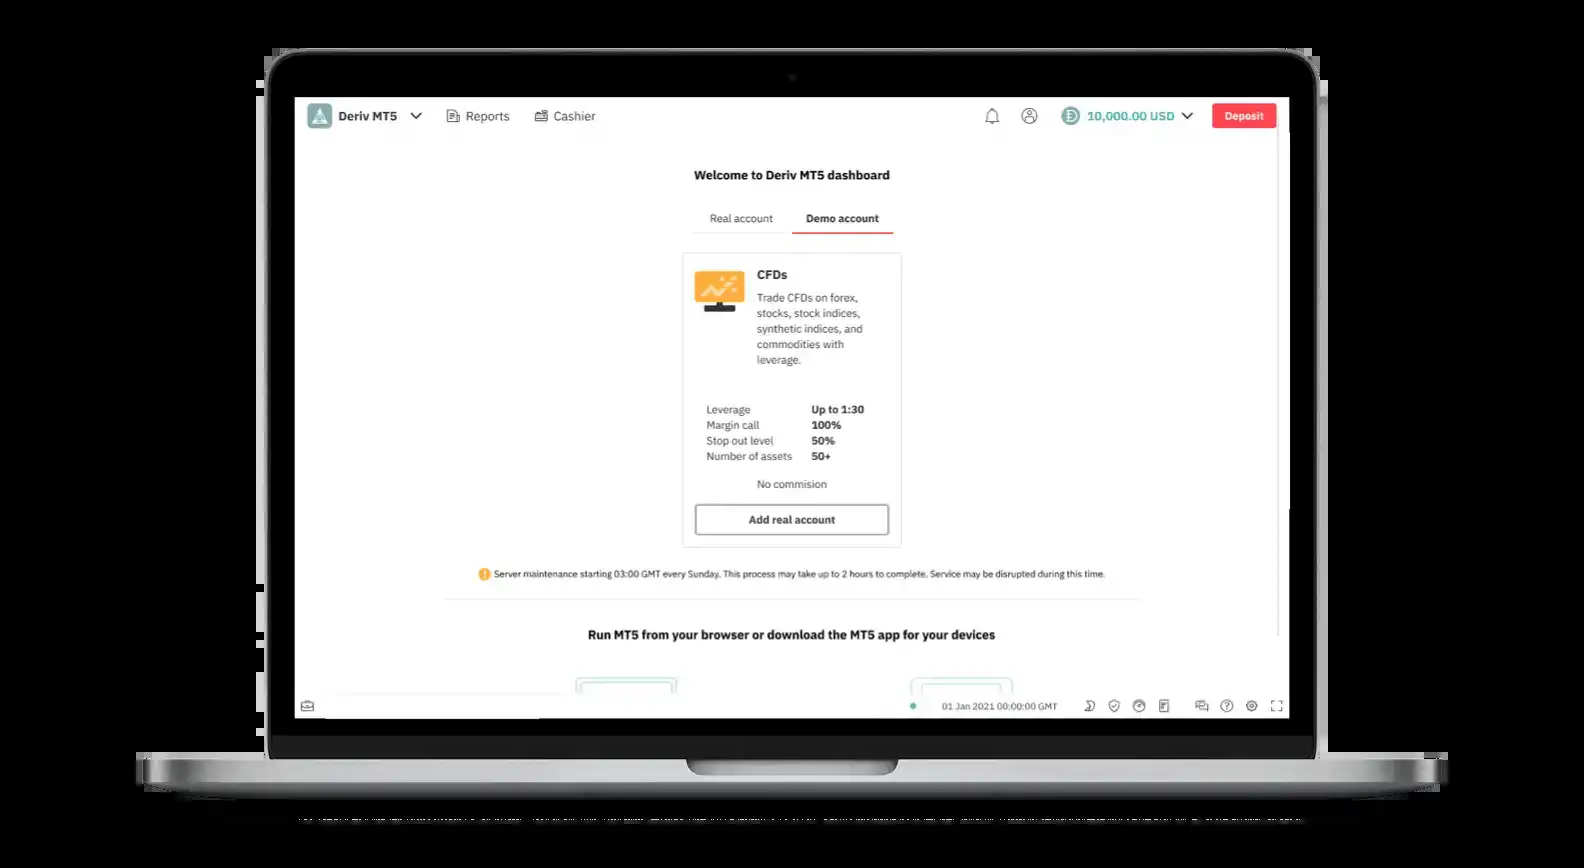 Deriv MT5
Reports
Cashier
10,000.00 USD
Deposit
Welcome to Deriv MT5 dashboard
Real account
Demo account
CFDs
Trade CFDs on forex,
stocks, stock indices,
synthetic indices, and
commodities with
leverage.
Leverage Up to 1:30
Margin call 100%
Stop out level 50%
Number of assets 50+
No commision
Add real account
Server maintenance starting 03:00 GMT every Sunday. This process may take up to 2 hours to complete. Service may be disrupted during this time.
Run MT5 from your browser or download the MT5 app for your devices
01 Jan 2021 00:00:00 GMT